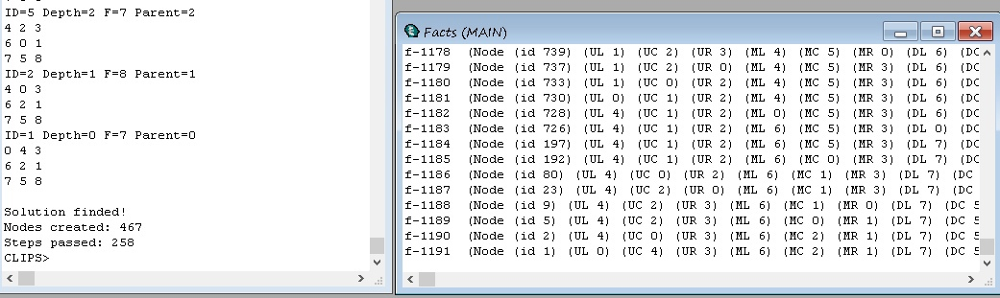 ID=5 Depth=2 F=7 Parent=2
4 2 3
6 0 1
7 5 8
ID=2 Depth=1 F=8 Parent=1
4 0 3
6 2 1
7 5 8
ID=1 Depth=0 F=7 Parent=0
0 4 3
6 2 1
7 5 8
Solution finded!
Nodes created: 467
Steps passed: 258
CLIPS>
Facts (MAIN)
f-1178 (Node (id 739) (UL 1) (UC 2) (UR 3) (ML 4) (MC 5) (MR 0) (DL 6) (DC
f-1179 (Node (id 737) (UL 1) (UC 2) (UR 0) (ML 4) (MC 5) (MR 3) (DL 6) (DC
f-1180 (Node (id 733) (UL 1) (UC 0) (UR 2) (ML 4) (MC 5) (MR 3) (DL 6) (DC
f-1181 (Node (id 730) (UL 0) (UC 1) (UR 2) (ML 4) (MC 5) (MR 3) (DL 6) (DC
f-1182 (Node (id 728) (UL 4) (UC 1) (UR 2) (ML 0) (MC 5) (MR 3) (DL 6) (DC
f-1183 (Node (id 726) (UL 4) (UC 1) (UR 2) (ML 6) (MC 5) (MR 3) (DL 0) (DC
f-1184 (Node (id 197) (UL 4) (UC 1) (UR 2) (ML 6) (MC 5) (MR 3) (DL 7) (DC
f-1185 (Node (id 192) (UL 4) (UC 1) (UR 2) (ML 6) (MC 0) (MR 3) (DL 7) (DC
f-1186 (Node (id 80) (UL 4) (UC 0) (UR 2) (ML 6) (MC 1) (MR 3) (DL 7) (DC
f-1187 (Node (id 23) (UL 4) (UC 2) (UR 0) (ML 6) (MC 1) (MR 3) (DL 7) (DC
f-1188 (Node (id 9) (UL 4) (UC 2) (UR 3) (ML 6) (MC 1) (MR 0) (DL 7) (DC 5
f-1189 (Node (id 5) (UL 4) (UC 2) (UR 3) (ML 6) (MC 0) (MR 1) (DL 7) (DC 5
f-1190 (Node (id 2) (UL 4) (UC 0) (UR 3) (ML 6) (MC 2) (MR 1) (DL 7) (DC 5
f-1191 (Node (id 1) (UL 0) (UC 4) (UR 3) (ML 6) (MC 2) (MR 1) (DL 7) (DC 5